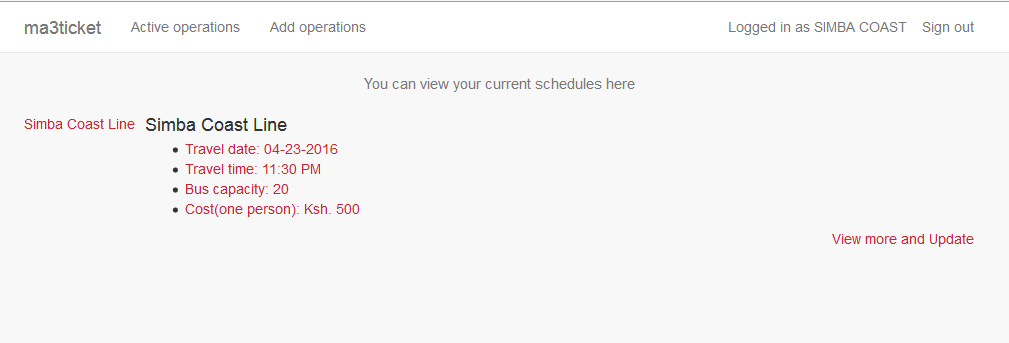 ma3ticket Active operations Add operations Logged in as SIMBA COAST Sign out
You can view your current schedules here
Simba Coast Line Simba Coast Line
• Travel date: 04-23-2016
• Travel time: 11:30 PM
• Bus capacity: 20
• Cost(one person): Ksh. 500
View more and Update